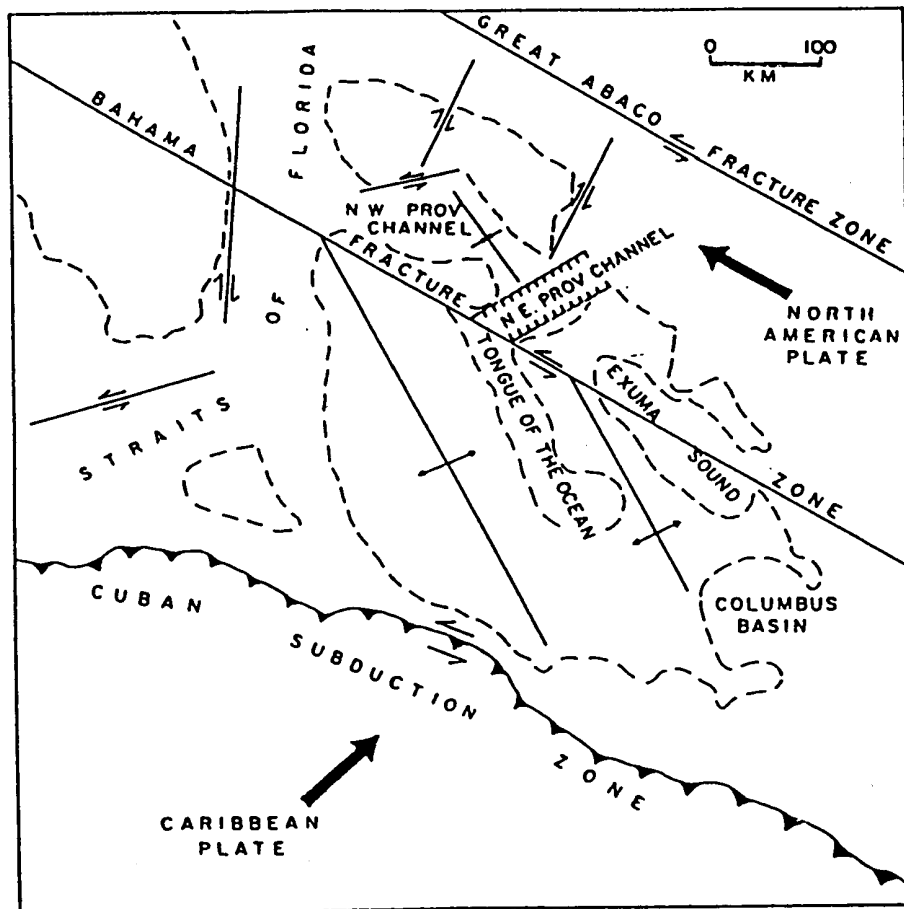 GREAT ABACO FRACTURE ZONE
0 100
KM
BAHAMA FRACTURE ZONE
STRAITS OF FLORIDA
N W PROV
CHANNEL
N E. PROV CHANNEL
NORTH
AMERICAN
PLATE
TONGUE OF THE OCEAN
EXUMA SOUND
COLUMBUS
BASIN
CUBAN SUBDUCTION ZONE
CARIBBEAN
PLATE